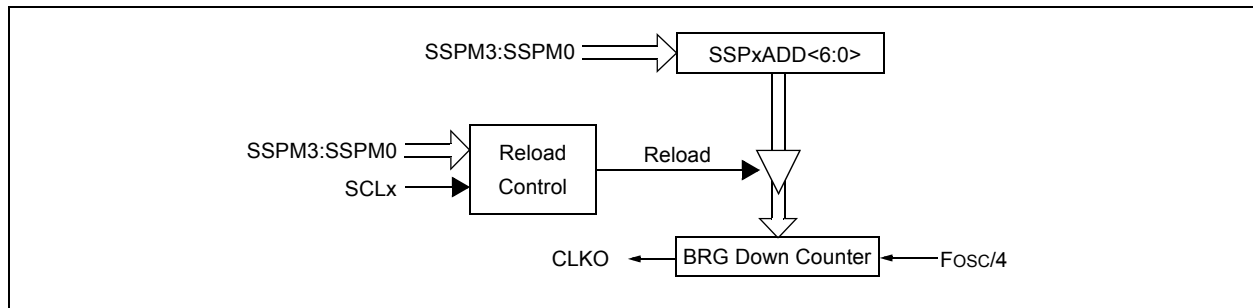 SSPM3:SSPM0
SSPxADD<6:0>
SSPM3:SSPM0
SCLx
Reload
Control
Reload
CLKO
BRG Down Counter
FOSC/4